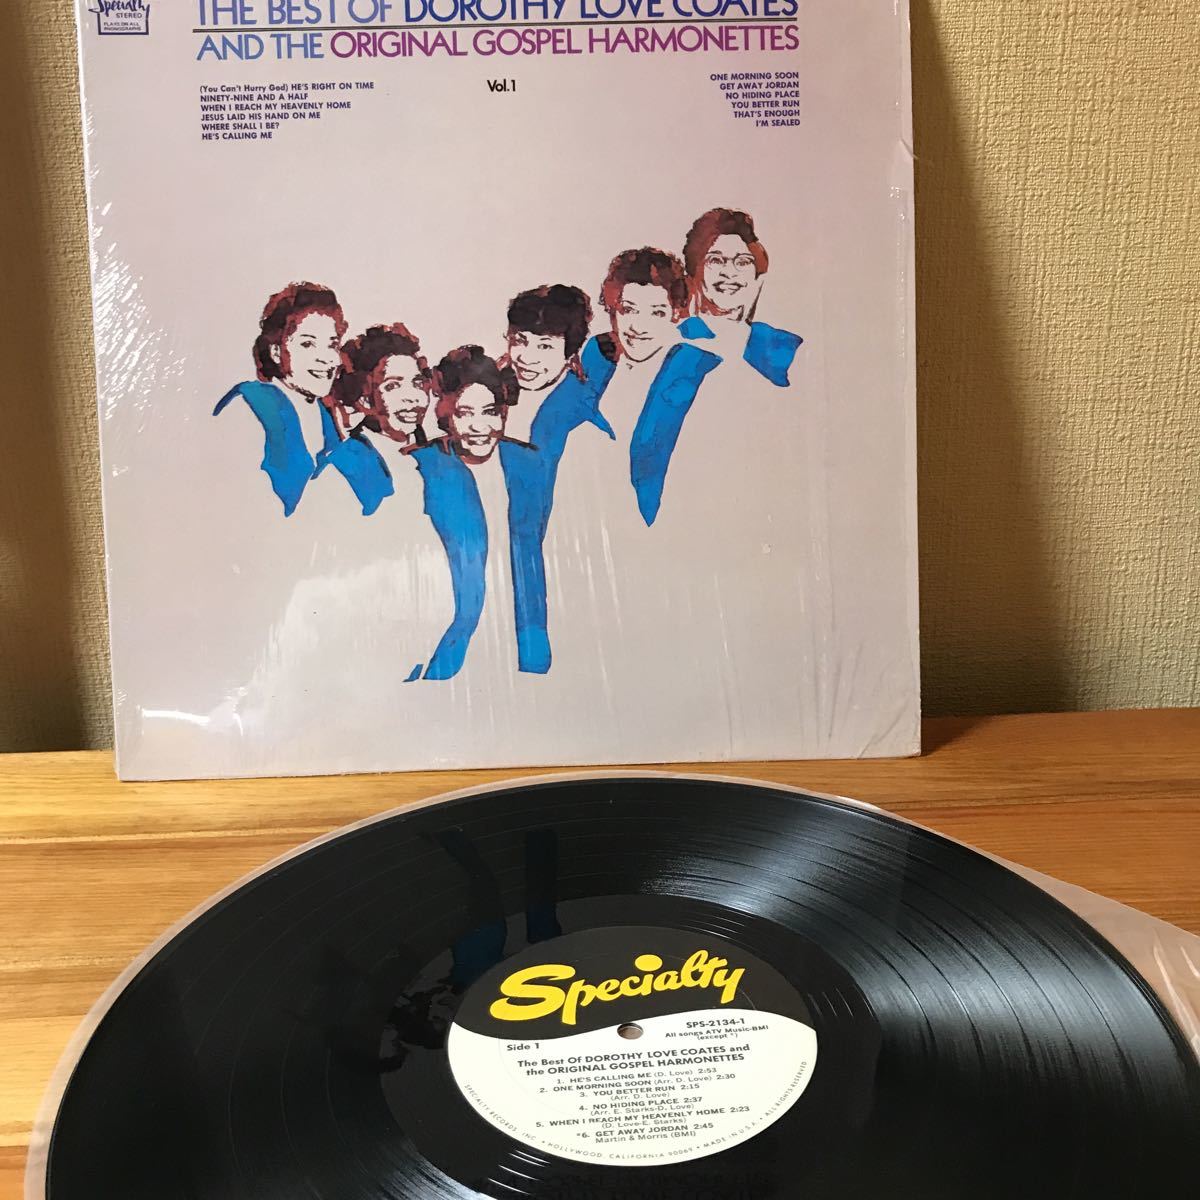 Specialty
STEREO
PLAYS ON ALL
PHONOGRAPHS
THE BEST OF DOROTHY LOVE COATES
AND THE ORIGINAL GOSPEL HARMONETTES
(You Can't Hurry God) HE'S RIGHT ON TIME
NINETY-NINE AND A HALF
WHEN I REACH MY HEAVENLY HOME
JESUS LAID HIS HAND ON ME
WHERE SHALL I BE?
HE'S CALLING ME
Vol.1
ONE MORNING SOON
GET AWAY JORDAN
NO HIDING PLACE
YOU BETTER RUN
THAT'S ENOUGH
I'M SEALED
Specialty
SPS-2134-1
All songs ATV Music-BMI
(except *)
Side 1
The Best Of DOROTHY LOVE COATES and
the ORIGINAL GOSPEL HARMONETTES
1. HE'S CALLING ME (D. Love) 2:53
2. ONE MORNING SOON (Arr. D. Love) 2:30
3. YOU BETTER RUN 2:15
(Arr. D. Love)
4. NO HIDING PLACE 2:37
(Arr. E. Starks-D. Love)
5. WHEN I REACH MY HEAVENLY HOME 2:23
(D. Love-E. Starks)
*6. GET AWAY JORDAN 2:45
Martin & Morris (BMI)
SPECIALTY RECORDS, INC. • HOLLYWOOD, CALIFORNIA 90069 • MADE IN U.S.A. • ALL RIGHTS RESERVED